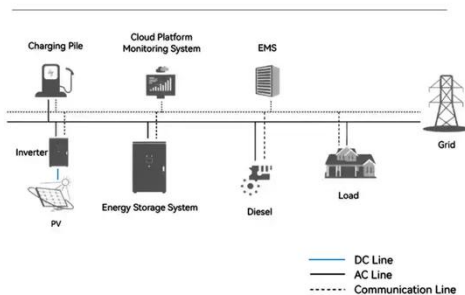 Charging Pile
Cloud Platform
Monitoring System
EMS
Grid
Inverter
PV
Energy Storage System
Diesel
Load
DC Line
AC Line
Communication Line